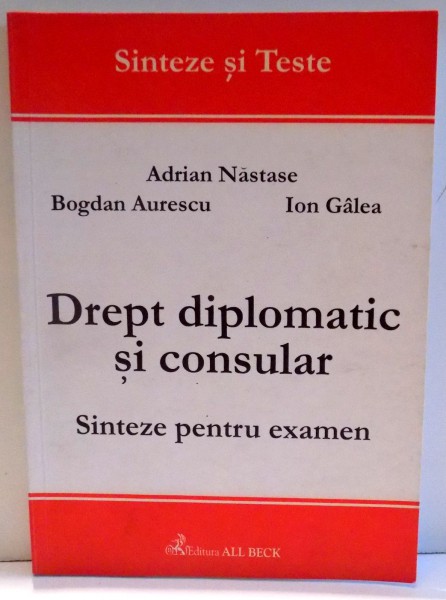 Sinteze și Teste
Adrian Năstase
Bogdan Aurescu Ion Gâlea
Drept diplomatic
și consular
Sinteze pentru examen
Editura ALL BECK